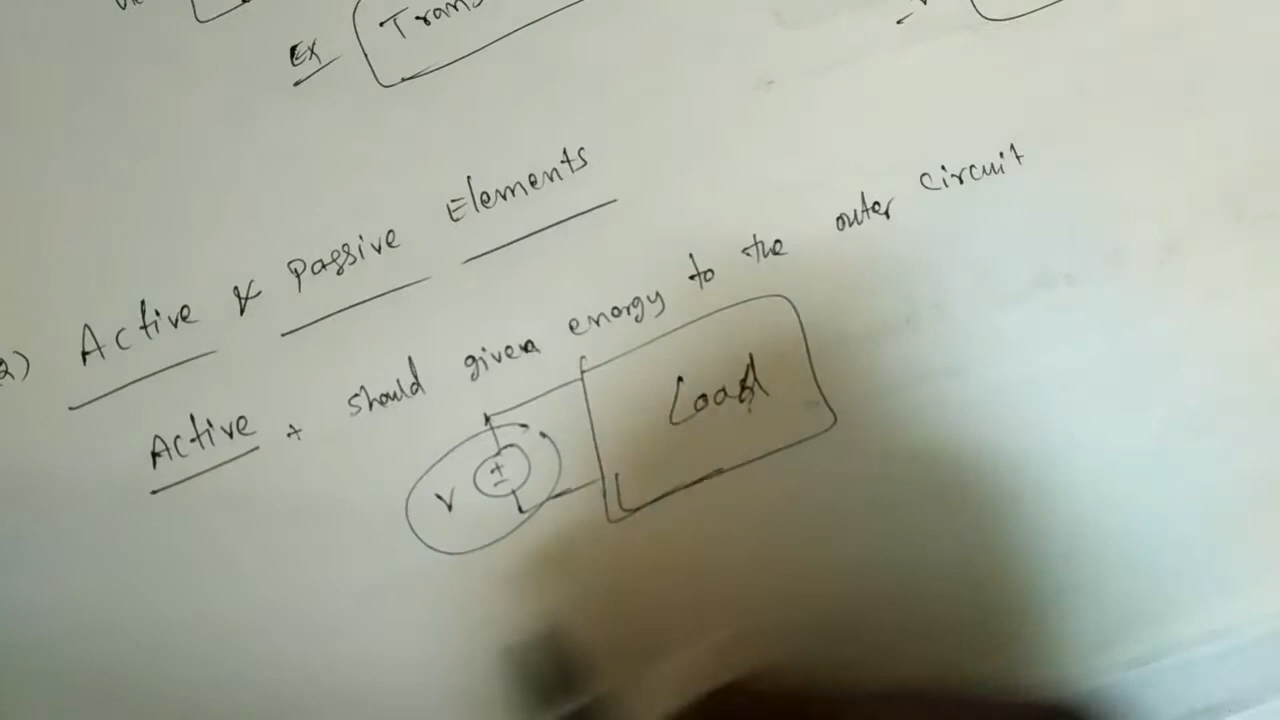 Ex
2) Active & Passive Elements
Active → should given energy to the outer circuit
Load
V
+
-